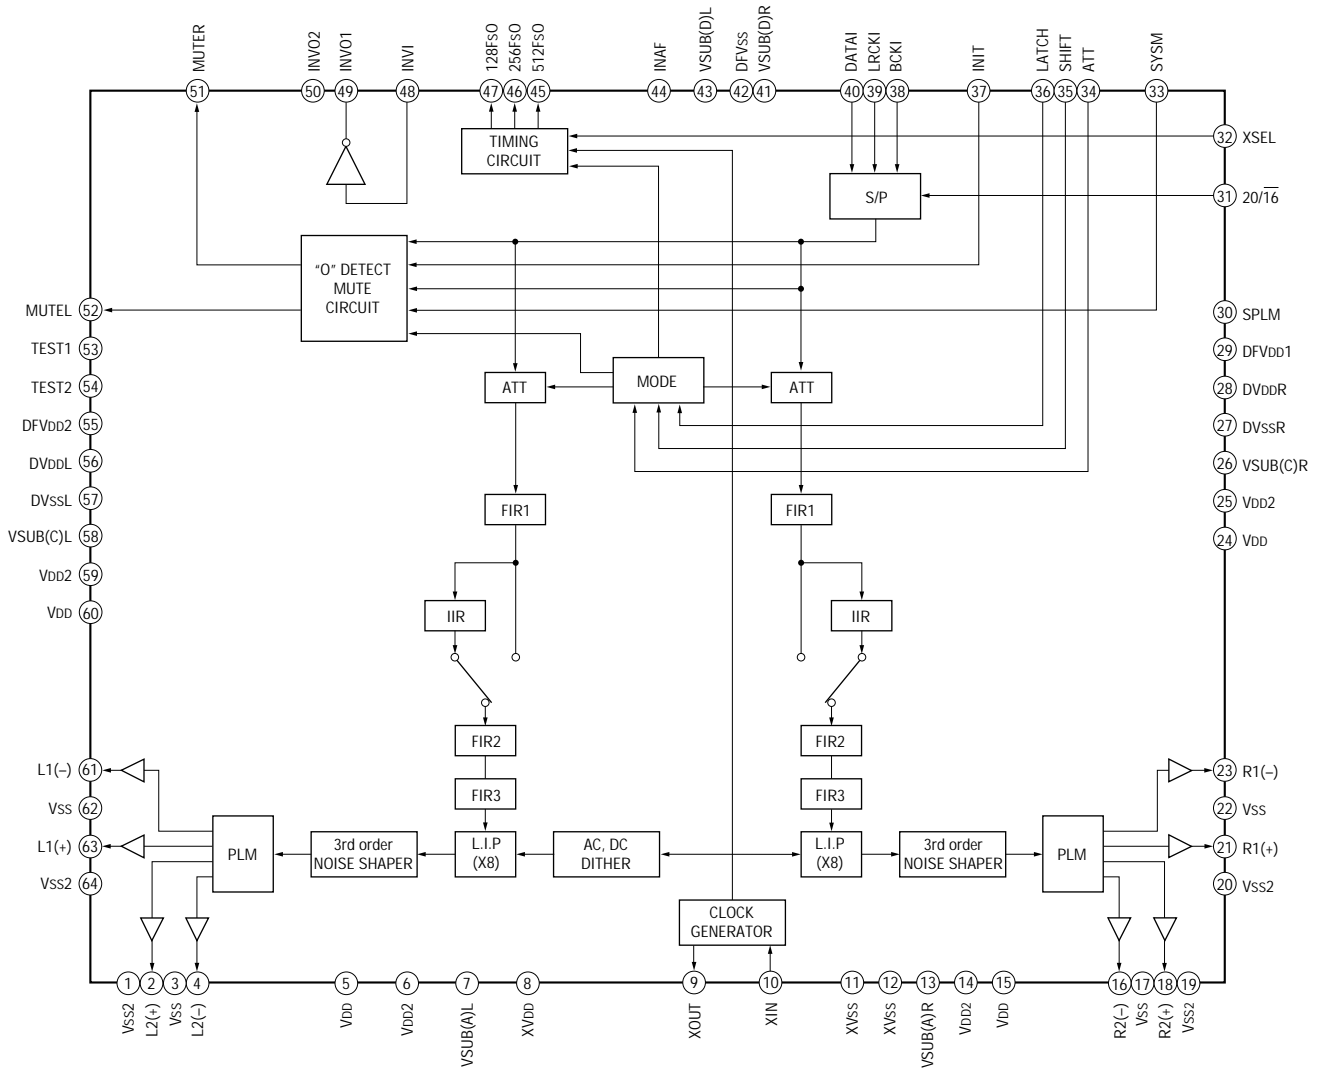 MUTER
INVO2
INVO1
INVI
128FSO
256FSO
512FSO
INAF
VSUB(D)L
DFVSS
VSUB(D)R
DATAI
LRCKI
BCKI
INIT
LATCH
SHIFT
ATT
SYSM
51
50
49
48
47
46
45
44
43
42
41
40
39
38
37
36
35
34
33
TIMING
CIRCUIT
32 XSEL
S/P
31 20/16
"O" DETECT
MUTE
CIRCUIT
MUTEL 52
TEST1 53
TEST2 54
DFVDD2 55
DVDDL 56
DVSSL 57
VSUB(C)L 58
VDD2 59
VDD 60
30 SPLM
29 DFVDD1
28 DVDDR
27 DVSSR
26 VSUB(C)R
25 VDD2
24 VDD
ATT
MODE
ATT
FIR1
FIR1
IIR
IIR
FIR2
FIR2
FIR3
FIR3
L1(–) 61
VSS 62
L1(+) 63
VSS2 64
23 R1(–)
22 VSS
21 R1(+)
20 VSS2
PLM
3rd order
NOISE SHAPER
L.I.P
(X8)
AC, DC
DITHER
L.I.P
(X8)
3rd order
NOISE SHAPER
PLM
CLOCK
GENERATOR
1
2
3
4
5
6
7
8
9
10
11
12
13
14
15
16
17
18
19
VSS2
L2(+)
VSS
L2(–)
VDD
VDD2
VSUB(A)L
XVDD
XOUT
XIN
XVSS
XVSS
VSUB(A)R
VDD2
VDD
R2(–)
VSS
R2(+)
VSS2